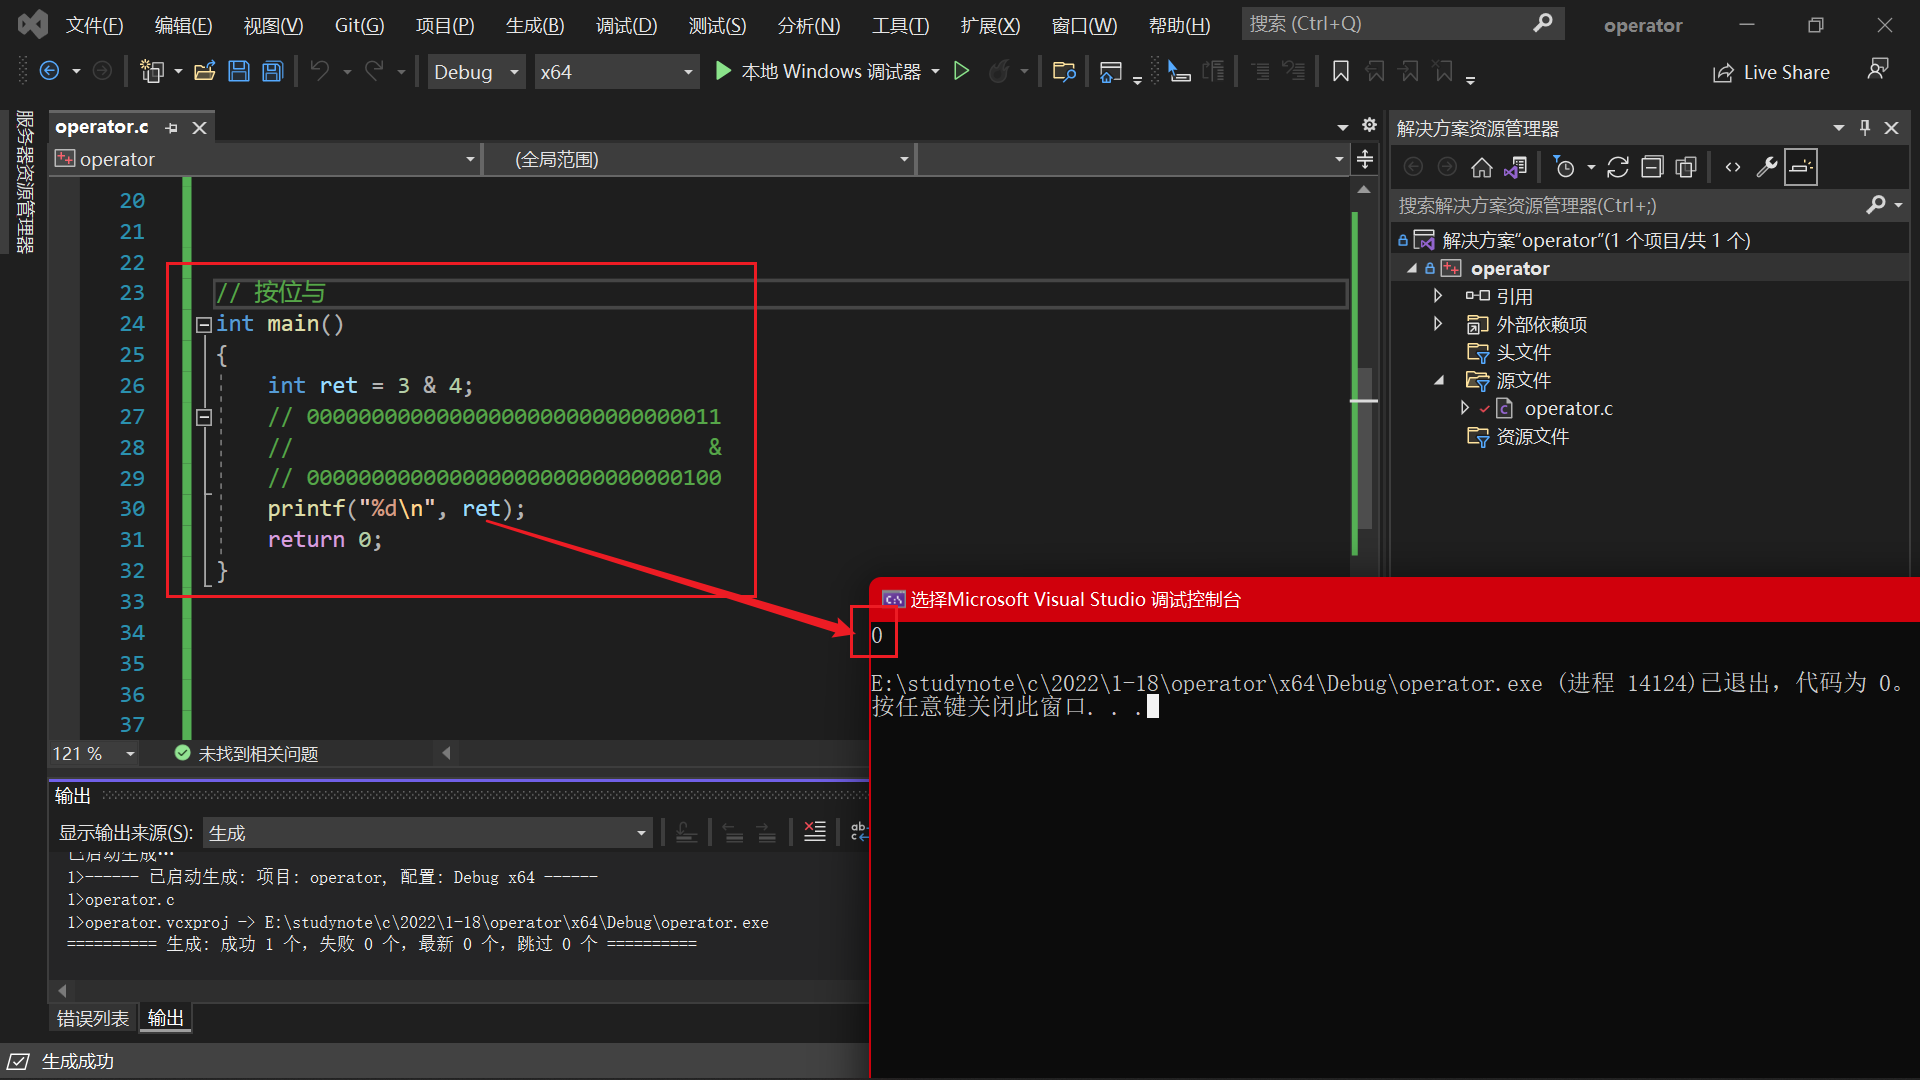 文件(F) 编辑(E) 视图(V) Git(G) 项目(P) 生成(B) 调试(D) 测试(S) 分析(N) 工具(T) 扩展(X) 窗口(W) 帮助(H) 搜索 (Ctrl+Q) operator
Debug x64 本地 Windows 调试器 Live Share
服务器资源管理器
operator.c
operator (全局范围)
20
21
22
23 // 按位与
24 int main()
25 {
26 int ret = 3 & 4;
27 // 00000000000000000000000000000011
28 // &
29 // 00000000000000000000000000000100
30 printf("%d\n", ret);
31 return 0;
32 }
33
34
35
36
37
121 % 未找到相关问题
输出
显示输出来源(S): 生成
已启动生成…
1>------ 已启动生成: 项目: operator, 配置: Debug x64 ------
1>operator.c
1>operator.vcxproj -> E:\studynote\c\2022\1-18\operator\x64\Debug\operator.exe
========== 生成: 成功 1 个，失败 0 个，最新 0 个，跳过 0 个 ==========
错误列表 输出
生成成功
解决方案资源管理器
搜索解决方案资源管理器(Ctrl+;)
解决方案“operator”(1 个项目/共 1 个)
operator
引用
外部依赖项
头文件
源文件
operator.c
资源文件
选择Microsoft Visual Studio 调试控制台
0
E:\studynote\c\2022\1-18\operator\x64\Debug\operator.exe (进程 14124)已退出，代码为 0。
按任意键关闭此窗口. . .